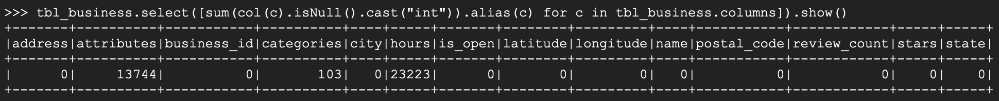 >>> tbl_business.select([sum(col(c).isNull().cast("int")).alias(c) for c in tbl_business.columns]).show()
+-------+----------+-----------+----------+----+-----+-------+--------+---------+----+-----------+------------+-----+-----+
|address|attributes|business_id|categories|city|hours|is_open|latitude|longitude|name|postal_code|review_count|stars|state|
+-------+----------+-----------+----------+----+-----+-------+--------+---------+----+-----------+------------+-----+-----+
|      0|     13744|          0|       103|   0|23223|      0|       0|        0|   0|          0|           0|    0|    0|
+-------+----------+-----------+----------+----+-----+-------+--------+---------+----+-----------+------------+-----+-----+